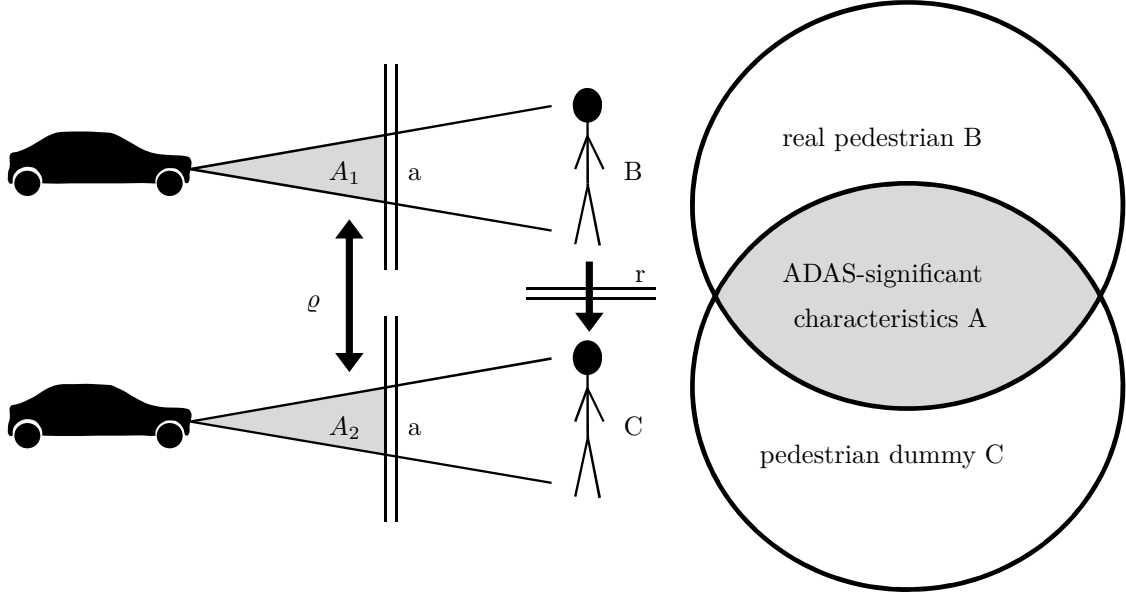 A1 a B
r
ϱ
A2 a C
real pedestrian B
ADAS-significant
characteristics A
pedestrian dummy C